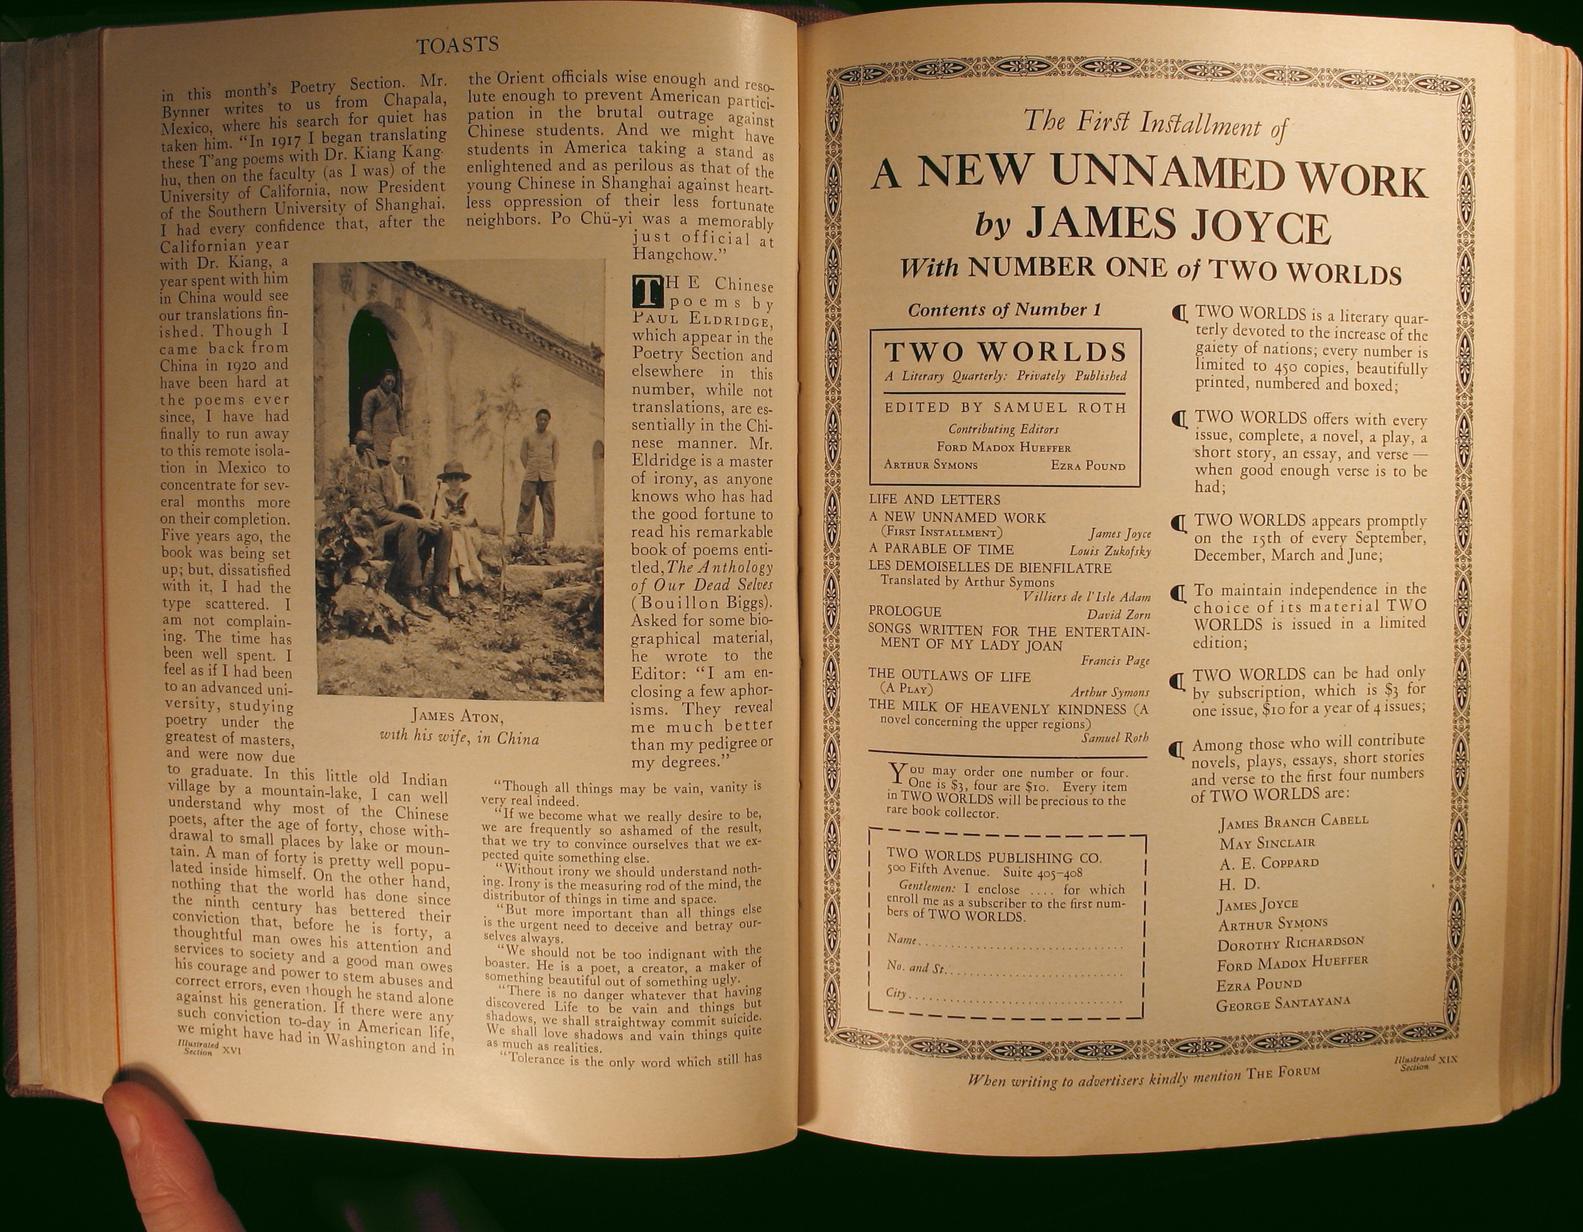 TOASTS
in this month's Poetry Section. Mr.
Bynner writes to us from Chapala,
Mexico, where his search for quiet has
taken him. "In 1917 I began translating
these T'ang poems with Dr. Kiang Kang-
hu, then on the faculty (as I was) of the
University of California, now President
of the Southern University of Shanghai.
I had every confidence that, after the
Californian year
with Dr. Kiang, a
year spent with him
in China would see
our translations fin-
ished. Though I
came back from
China in 1920 and
have been hard at
the poems ever
since, I have had
finally to run away
to this remote isola-
tion in Mexico to
concentrate for sev-
eral months more
on their completion.
Five years ago, the
book was being set
up; but, dissatisfied
with it, I had the
type scattered. I
am not complain-
ing. The time has
been well spent. I
feel as if I had been
to an advanced uni-
versity, studying
poetry under the
greatest of masters,
and were now due
to graduate. In this little old Indian
village by a mountain-lake, I can well
understand why most of the Chinese
poets, after the age of forty, chose with-
drawal to small places by lake or moun-
tain. A man of forty is pretty well popu-
lated inside himself. On the other hand,
nothing that the world has done since
the ninth century has bettered their
conviction that, before he is forty, a
thoughtful man owes his attention and
services to society and a good man owes
his courage and power to stem abuses and
correct errors, even though he stand alone
against his generation. If there were any
such conviction to-day in American life,
we might have had in Washington and in
Illustrated
Section XVI
the Orient officials wise enough and reso-
lute enough to prevent American partici-
pation in the brutal outrage against
Chinese students. And we might have
students in America taking a stand as
enlightened and as perilous as that of the
young Chinese in Shanghai against heart-
less oppression of their less fortunate
neighbors. Po Chü-yi was a memorably
just official at
Hangchow."
THE Chinese
poems by
PAUL ELDRIDGE,
which appear in the
Poetry Section and
elsewhere in this
number, while not
translations, are es-
sentially in the Chi-
nese manner. Mr.
Eldridge is a master
of irony, as anyone
knows who has had
the good fortune to
read his remarkable
book of poems enti-
tled, The Anthology
of Our Dead Selves
(Bouillon Biggs).
Asked for some bio-
graphical material,
he wrote to the
Editor: "I am en-
closing a few aphor-
isms. They reveal
me much better
than my pedigree or
my degrees."
JAMES ATON,
with his wife, in China
"Though all things may be vain, vanity is
very real indeed.
"If we become what we really desire to be,
we are frequently so ashamed of the result,
that we try to convince ourselves that we ex-
pected quite something else.
"Without irony we should understand noth-
ing. Irony is the measuring rod of the mind, the
distributor of things in time and space.
"But more important than all things else
is the urgent need to deceive and betray our-
selves always.
"We should not be too indignant with the
boaster. He is a poet, a creator, a maker of
something beautiful out of something ugly.
"There is no danger whatever that having
discovered Life to be vain and things but
shadows, we shall straightway commit suicide.
We shall love shadows and vain things quite
as much as realities.
"Tolerance is the only word which still has
The First Installment of
A NEW UNNAMED WORK
by JAMES JOYCE
With NUMBER ONE of TWO WORLDS
Contents of Number 1
TWO WORLDS
A Literary Quarterly: Privately Published
EDITED BY SAMUEL ROTH
Contributing Editors
FORD MADOX HUEFFER
ARTHUR SYMONS EZRA POUND
LIFE AND LETTERS
A NEW UNNAMED WORK
(FIRST INSTALLMENT) James Joyce
A PARABLE OF TIME Louis Zukofsky
LES DEMOISELLES DE BIENFILATRE
Translated by Arthur Symons
Villiers de l'Isle Adam
PROLOGUE David Zorn
SONGS WRITTEN FOR THE ENTERTAIN-
MENT OF MY LADY JOAN
Francis Page
THE OUTLAWS OF LIFE
(A PLAY) Arthur Symons
THE MILK OF HEAVENLY KINDNESS (A
novel concerning the upper regions)
Samuel Roth
You may order one number or four.
One is $3, four are $10. Every item
in TWO WORLDS will be precious to the
rare book collector.
TWO WORLDS PUBLISHING CO.
500 Fifth Avenue. Suite 405-408
Gentlemen: I enclose .... for which
enroll me as a subscriber to the first num-
bers of TWO WORLDS.
Name
No. and St.
City
¶ TWO WORLDS is a literary quar-
terly devoted to the increase of the
gaiety of nations; every number is
limited to 450 copies, beautifully
printed, numbered and boxed;
¶ TWO WORLDS offers with every
issue, complete, a novel, a play, a
short story, an essay, and verse —
when good enough verse is to be
had;
¶ TWO WORLDS appears promptly
on the 15th of every September,
December, March and June;
¶ To maintain independence in the
choice of its material TWO
WORLDS is issued in a limited
edition;
¶ TWO WORLDS can be had only
by subscription, which is $3 for
one issue, $10 for a year of 4 issues;
¶ Among those who will contribute
novels, plays, essays, short stories
and verse to the first four numbers
of TWO WORLDS are:
JAMES BRANCH CABELL
MAY SINCLAIR
A. E. COPPARD
H. D.
JAMES JOYCE
ARTHUR SYMONS
DOROTHY RICHARDSON
FORD MADOX HUEFFER
EZRA POUND
GEORGE SANTAYANA
When writing to advertisers kindly mention THE FORUM
Illustrated
Section XIX